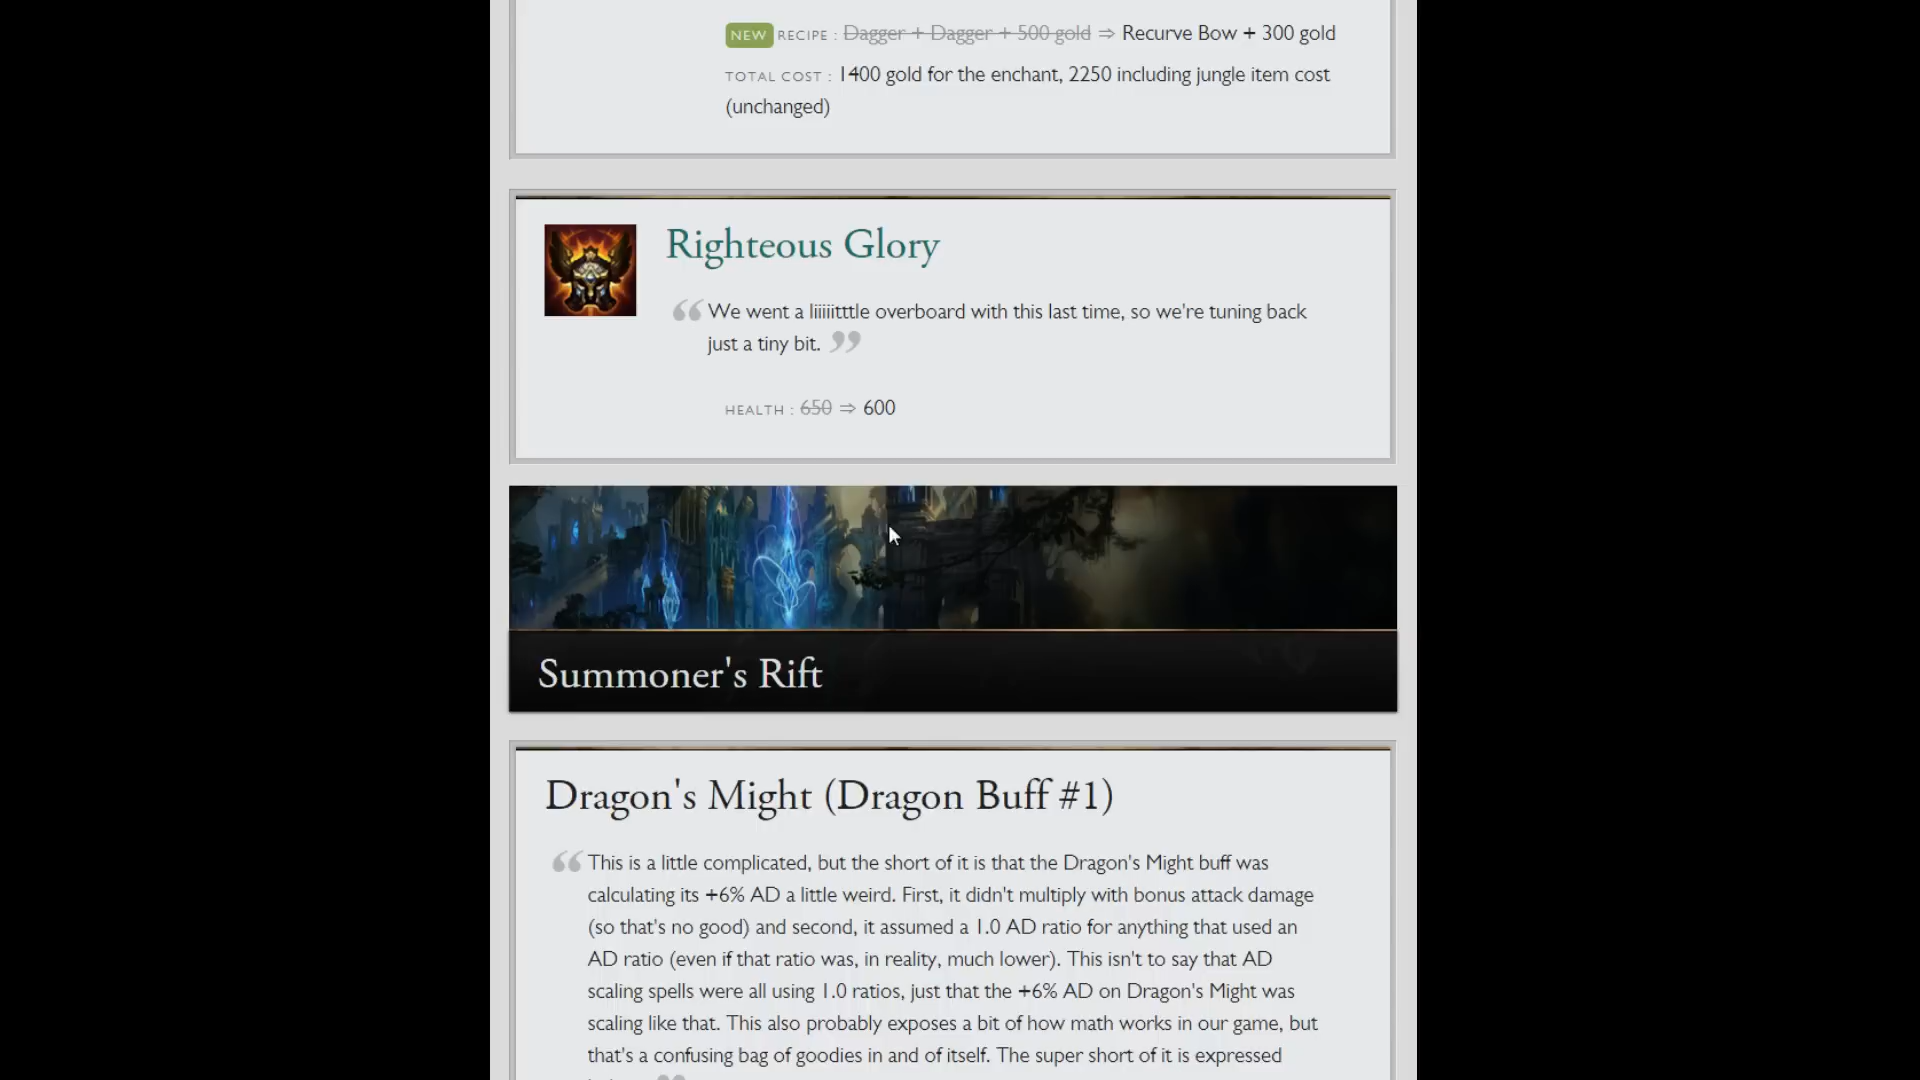 NEW RECIPE : Dagger + Dagger + 500 gold ⇒ Recurve Bow + 300 gold
TOTAL COST : 1400 gold for the enchant, 2250 including jungle item cost
(unchanged)
Righteous Glory
“ We went a liiiiitttle overboard with this last time, so we're tuning back
just a tiny bit. ”
HEALTH : 650 ⇒ 600
Summoner's Rift
Dragon's Might (Dragon Buff #1)
“ This is a little complicated, but the short of it is that the Dragon's Might buff was
calculating its +6% AD a little weird. First, it didn't multiply with bonus attack damage
(so that's no good) and second, it assumed a 1.0 AD ratio for anything that used an
AD ratio (even if that ratio was, in reality, much lower). This isn't to say that AD
scaling spells were all using 1.0 ratios, just that the +6% AD on Dragon's Might was
scaling like that. This also probably exposes a bit of how math works in our game, but
that's a confusing bag of goodies in and of itself. The super short of it is expressed